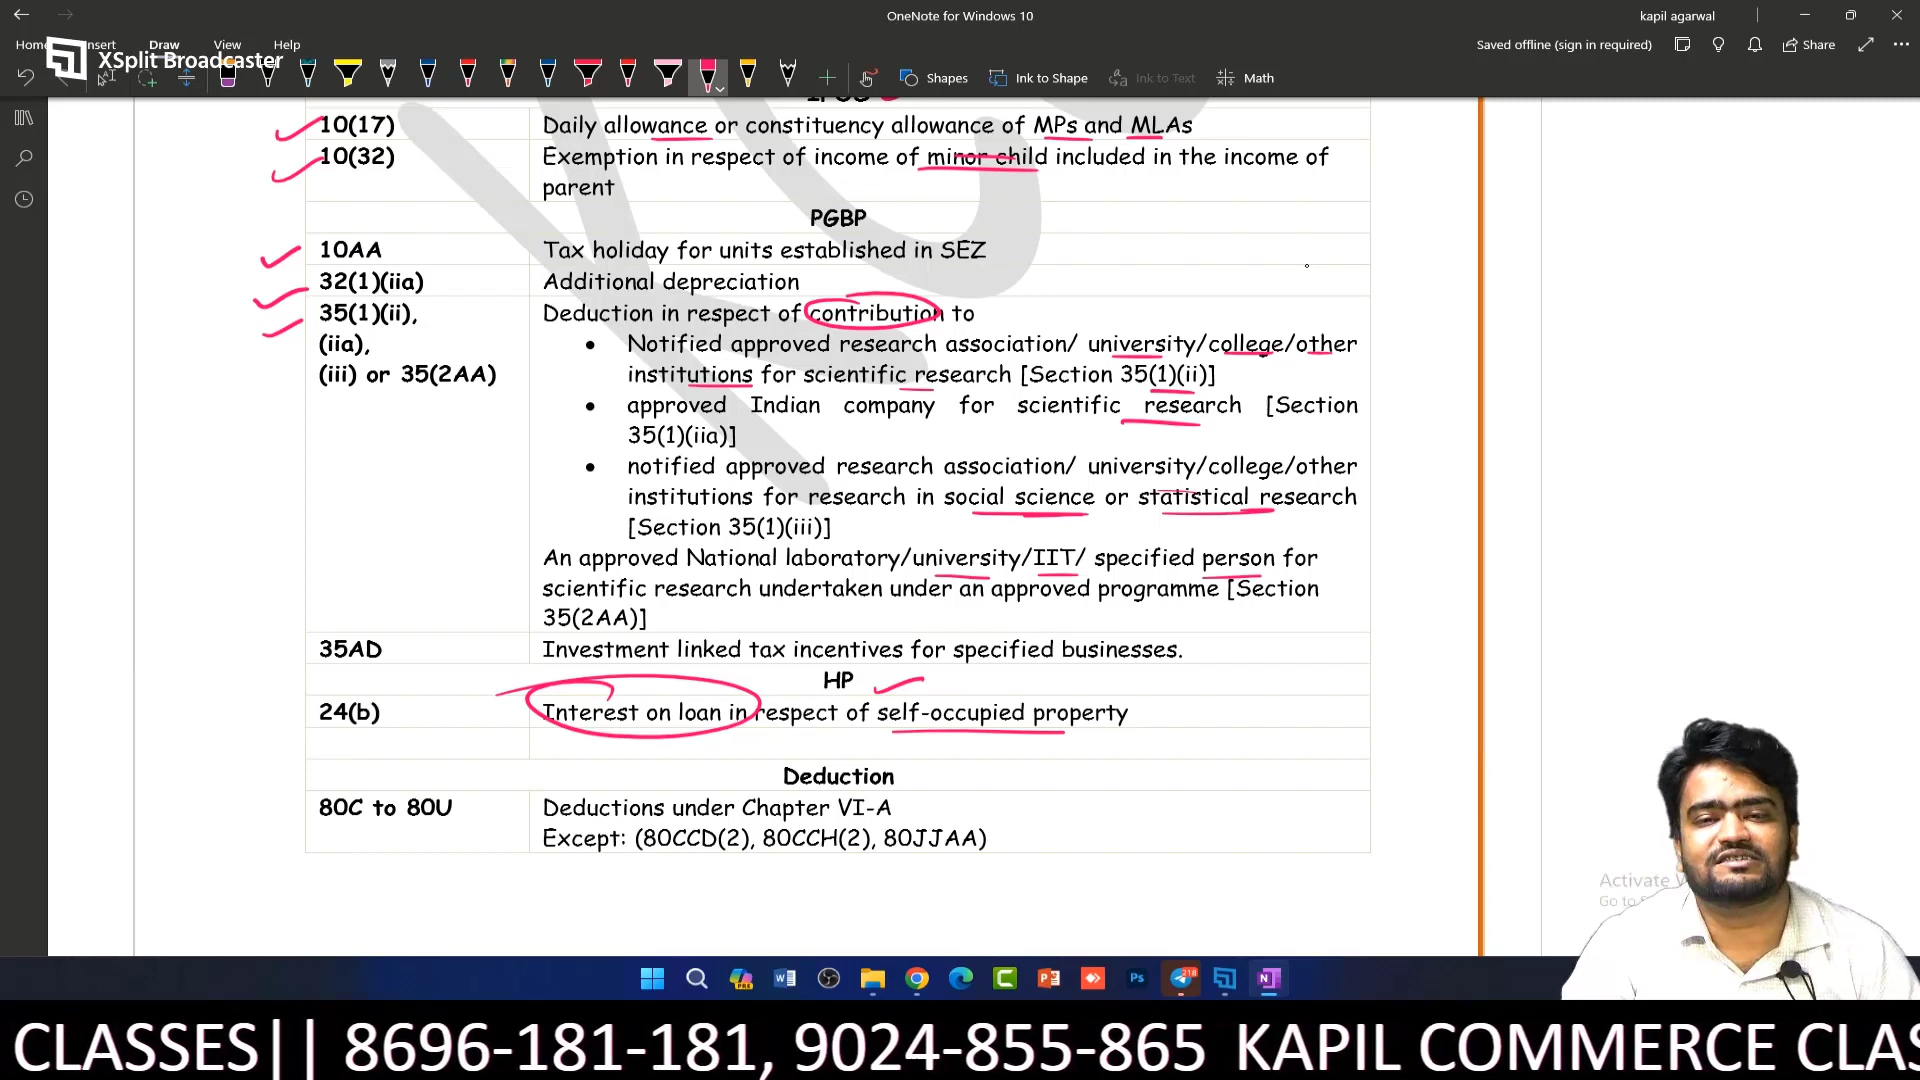 OneNote for Windows 10
kapil agarwal
Draw
View
Help
Saved offline (sign in required)
Share
XSplit Broadcaster
Shapes
Ink to Shape
Ink to Text
Math
10(17) Daily allowance or constituency allowance of MPs and MLAs
10(32) Exemption in respect of income of minor child included in the income of
parent
PGBP
10AA Tax holiday for units established in SEZ
32(1)(iia) Additional depreciation
35(1)(ii), Deduction in respect of contribution to
(iia), • Notified approved research association/ university/college/other
(iii) or 35(2AA) institutions for scientific research [Section 35(1)(ii)]
• approved Indian company for scientific research [Section
35(1)(iia)]
• notified approved research association/ university/college/other
institutions for research in social science or statistical research
[Section 35(1)(iii)]
An approved National laboratory/university/IIT/ specified person for
scientific research undertaken under an approved programme [Section
35(2AA)]
35AD Investment linked tax incentives for specified businesses.
HP
24(b) Interest on loan in respect of self-occupied property
Deduction
80C to 80U Deductions under Chapter VI-A
Except: (80CCD(2), 80CCH(2), 80JJAA)
Activate
Go to
218
CLASSES|| 8696-181-181, 9024-855-865 KAPIL COMMERCE CLAS